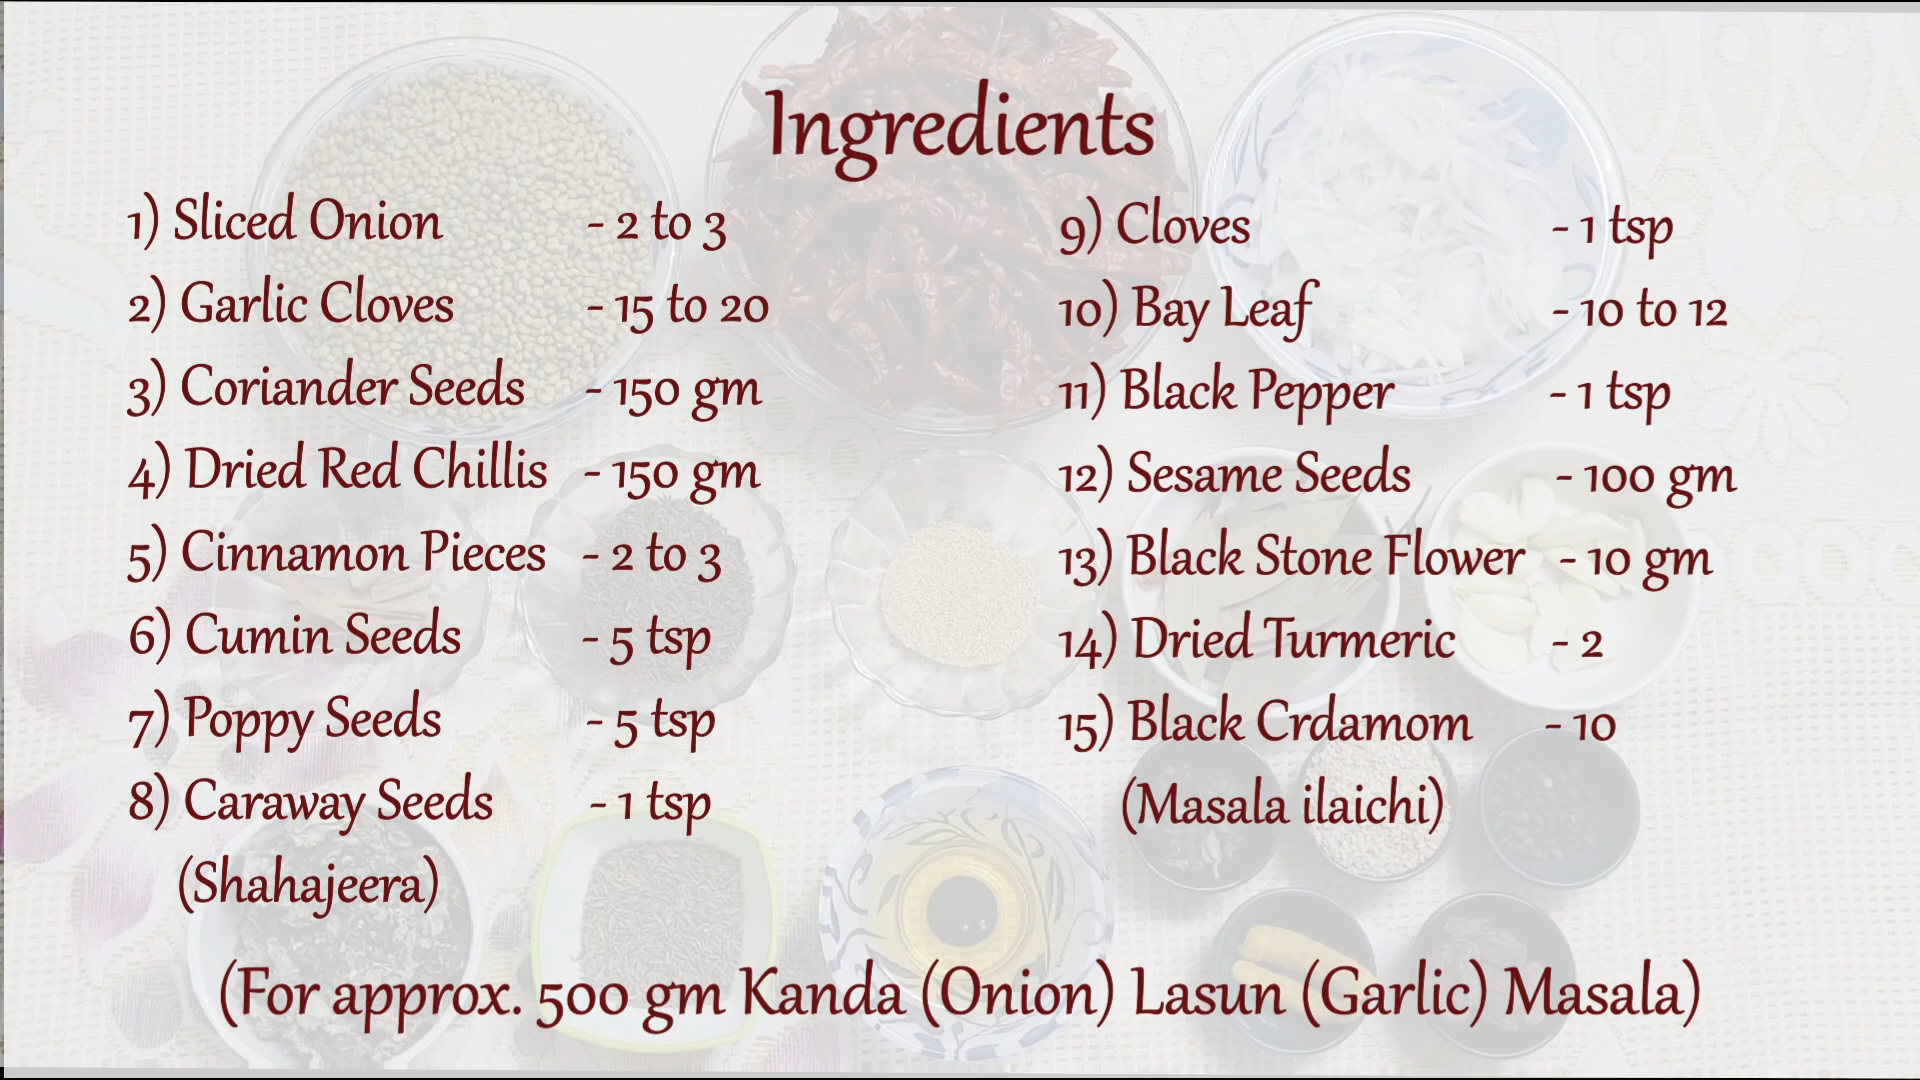 Ingredients
1) Sliced Onion - 2 to 3
2) Garlic Cloves - 15 to 20
3) Coriander Seeds - 150 gm
4) Dried Red Chillis - 150 gm
5) Cinnamon Pieces - 2 to 3
6) Cumin Seeds - 5 tsp
7) Poppy Seeds - 5 tsp
8) Caraway Seeds - 1 tsp
(Shahajeera)
9) Cloves - 1 tsp
10) Bay Leaf - 10 to 12
11) Black Pepper - 1 tsp
12) Sesame Seeds - 100 gm
13) Black Stone Flower - 10 gm
14) Dried Turmeric - 2
15) Black Crdamom - 10
(Masala ilaichi)
(For approx. 500 gm Kanda (Onion) Lasun (Garlic) Masala)